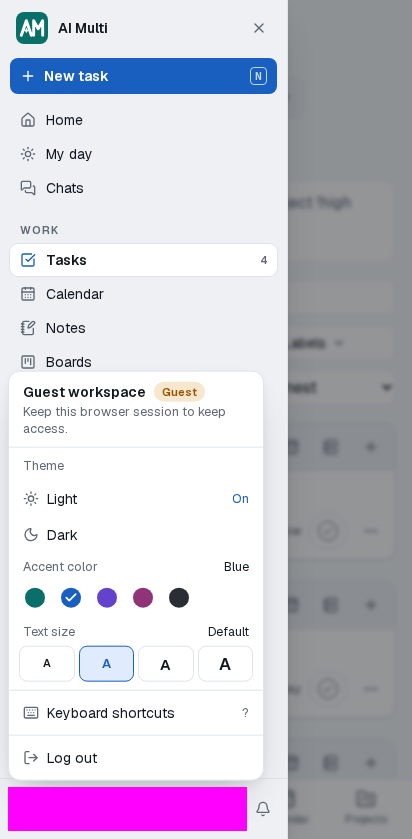 AM AI Multi
New task N
Home
My day
Chats
WORK
Tasks 4
Calendar
Notes
Boards
Guest workspace Guest
Keep this browser session to keep
access.
Theme
Light On
Dark
Accent color Blue
Text size Default
A A A A
Keyboard shortcuts ?
Log out
Projects